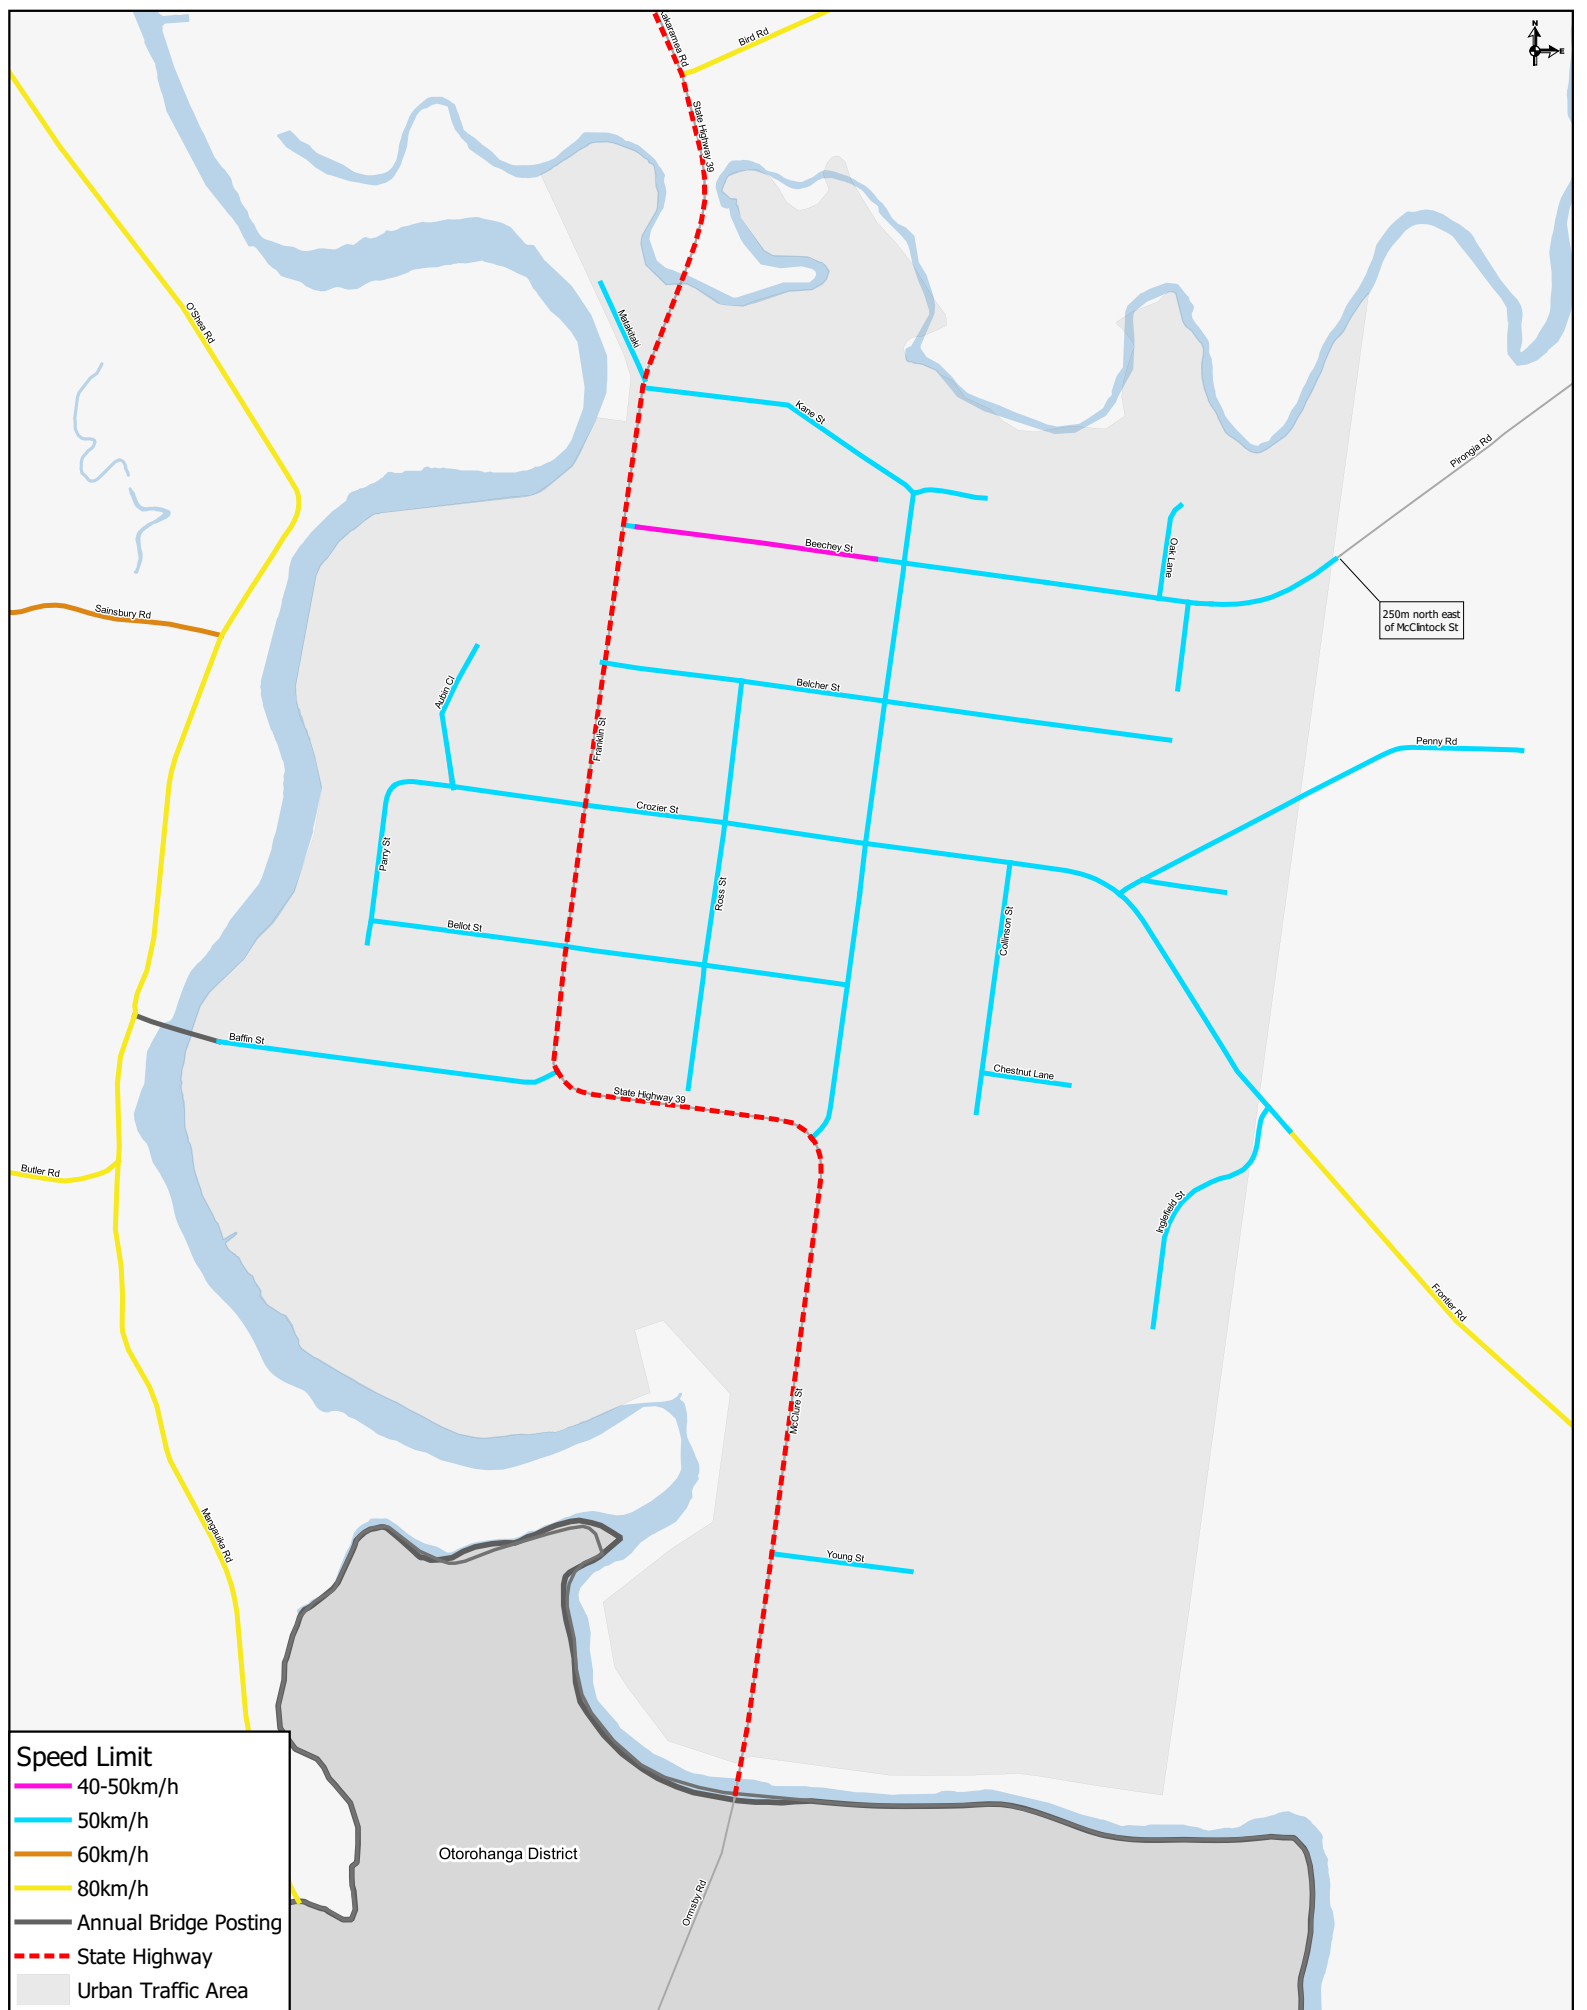 Kakaramea Rd
Bird Rd
N
E
State Highway 39
O'Shea Rd
Matakitaki
Kane St
Pirongia Rd
Beechey St
Oak Lane
Sainsbury Rd
250m north east
of McClintock St
Aubin Cl
Belcher St
Franklin St
Penny Rd
Crozier St
Parry St
Ross St
Bellot St
Collinson St
Baffin St
Chestnut Lane
State Highway 39
Butler Rd
Inglefield St
Frontier Rd
McClure St
Mangauika Rd
Young St
Speed Limit
40-50km/h
50km/h
60km/h
80km/h
Annual Bridge Posting
State Highway
Urban Traffic Area
Otorohanga District
Ormsby Rd